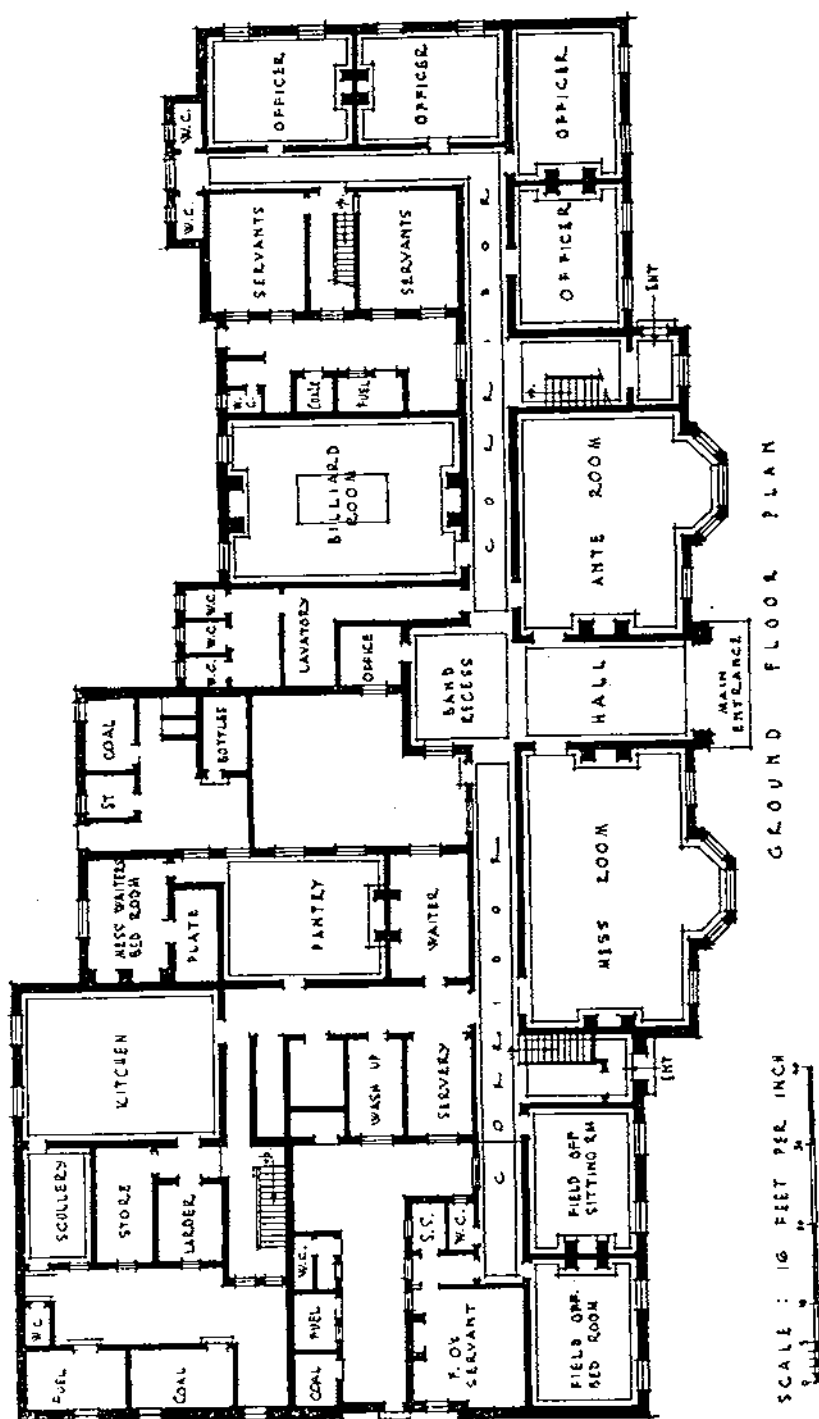 FUEL
W.C.
SCULLERY
KITCHEN
COAL
STORE
LARDER
MESS WAITERS
BED ROOM
PLATE
ST
COAL
BOTTLES
W.C.
W.C.
W.C.
W.C.
W.C.
OFFICER
COAL
FUEL
W.C.
WASH UP
PANTRY
LAVATORY
OFFICE
BILLIARD
ROOM
W.
C.
FUEL
SERVANTS
SERVANTS
OFFICER
F. O'S
SERVANT
W.C.
SERVERY
WAITER
BAND
RECESS
CORRIDOR
CORRIDOR
FIELD OFF.
BED ROOM
FIELD OFF
SITTING RM
ENT
MESS ROOM
HALL
ANTE ROOM
ENT
OFFICER
OFFICER
MAIN
ENTRANCE
GROUND FLOOR PLAN
SCALE : 16 FEET PER INCH